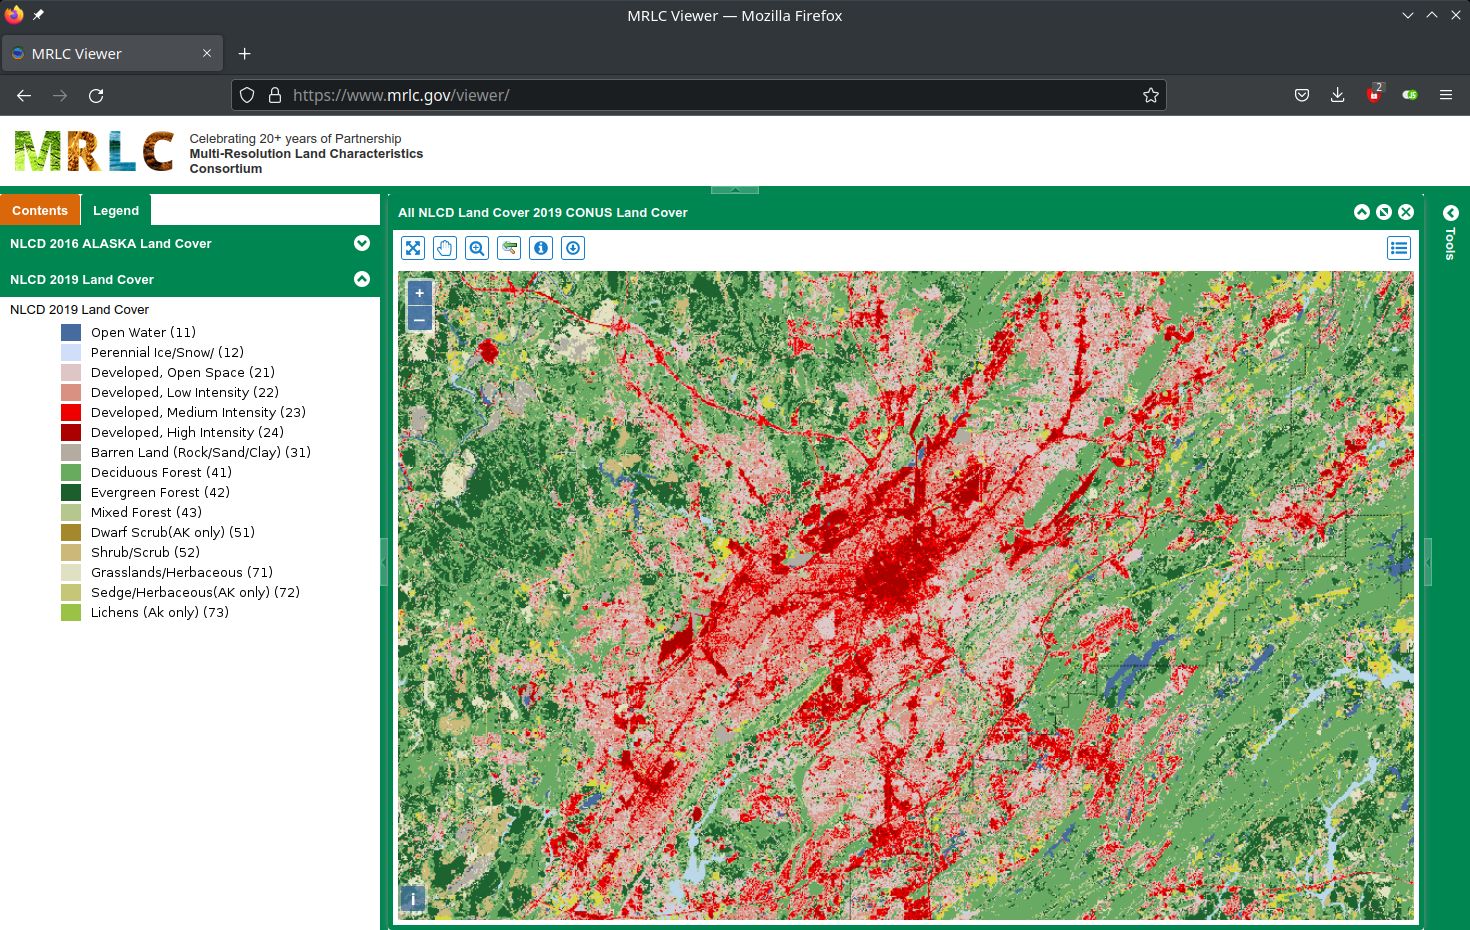 MRLC Viewer — Mozilla Firefox
MRLC Viewer
https://www.mrlc.gov/viewer/
2
MRLC
Celebrating 20+ years of Partnership
Multi-Resolution Land Characteristics
Consortium
Contents
Legend
NLCD 2016 ALASKA Land Cover
NLCD 2019 Land Cover
NLCD 2019 Land Cover
Open Water (11)
Perennial Ice/Snow/ (12)
Developed, Open Space (21)
Developed, Low Intensity (22)
Developed, Medium Intensity (23)
Developed, High Intensity (24)
Barren Land (Rock/Sand/Clay) (31)
Deciduous Forest (41)
Evergreen Forest (42)
Mixed Forest (43)
Dwarf Scrub(AK only) (51)
Shrub/Scrub (52)
Grasslands/Herbaceous (71)
Sedge/Herbaceous(AK only) (72)
Lichens (Ak only) (73)
All NLCD Land Cover 2019 CONUS Land Cover
+
–
i
Tools